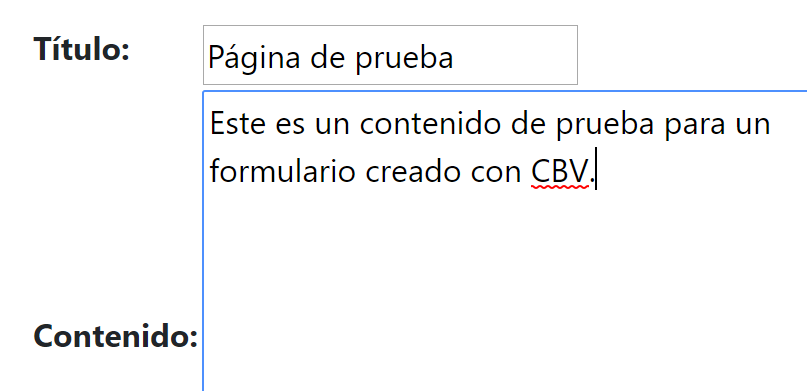 Título: Página de prueba
Este es un contenido de prueba para un
formulario creado con CBV.
Contenido: